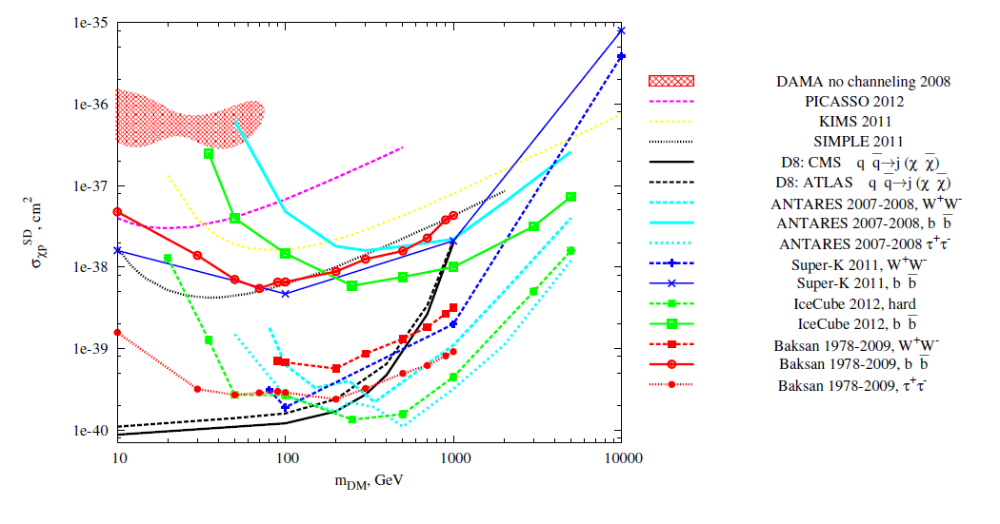 1e-35
1e-36
1e-37
1e-38
1e-39
1e-40
σχp SD , cm²
10
100
1000
10000
mDM, GeV
DAMA no channeling 2008
PICASSO 2012
KIMS 2011
SIMPLE 2011
D8: CMS q q̅→j (χ χ̅)
D8: ATLAS q q̅→j (χ χ̅)
ANTARES 2007-2008, W⁺W⁻
ANTARES 2007-2008, b b̅
ANTARES 2007-2008 τ⁺τ⁻
Super-K 2011, W⁺W⁻
Super-K 2011, b b̅
IceCube 2012, hard
IceCube 2012, b b̅
Baksan 1978-2009, W⁺W⁻
Baksan 1978-2009, b b̅
Baksan 1978-2009, τ⁺τ⁻